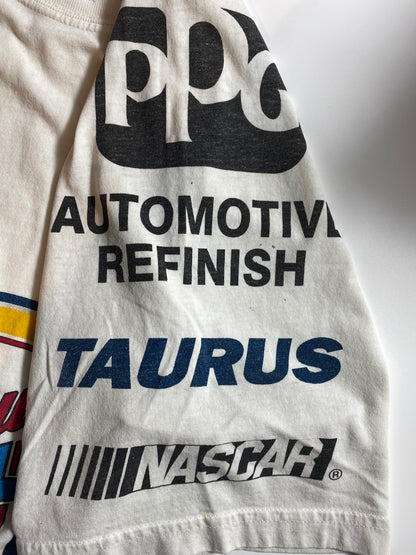 PPG
AUTOMOTIVE
REFINISH
TAURUS
NASCAR®